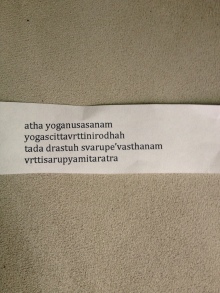 atha yoganusasanam
yogascittavrttinirodhah
tada drastuh svarupe'vasthanam
vrttisarupyamitaratra